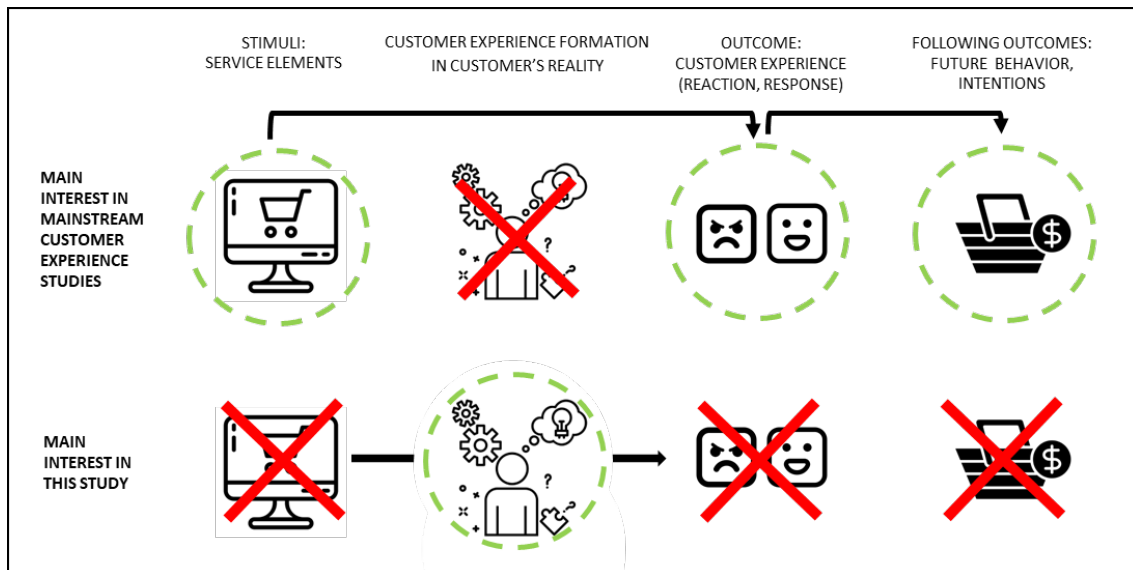 STIMULI:
SERVICE ELEMENTS
CUSTOMER EXPERIENCE FORMATION
IN CUSTOMER'S REALITY
OUTCOME:
CUSTOMER EXPERIENCE
(REACTION, RESPONSE)
FOLLOWING OUTCOMES:
FUTURE BEHAVIOR,
INTENTIONS
MAIN
INTEREST IN
MAINSTREAM
CUSTOMER
EXPERIENCE
STUDIES
?
$
MAIN
INTEREST IN
THIS STUDY
?
$